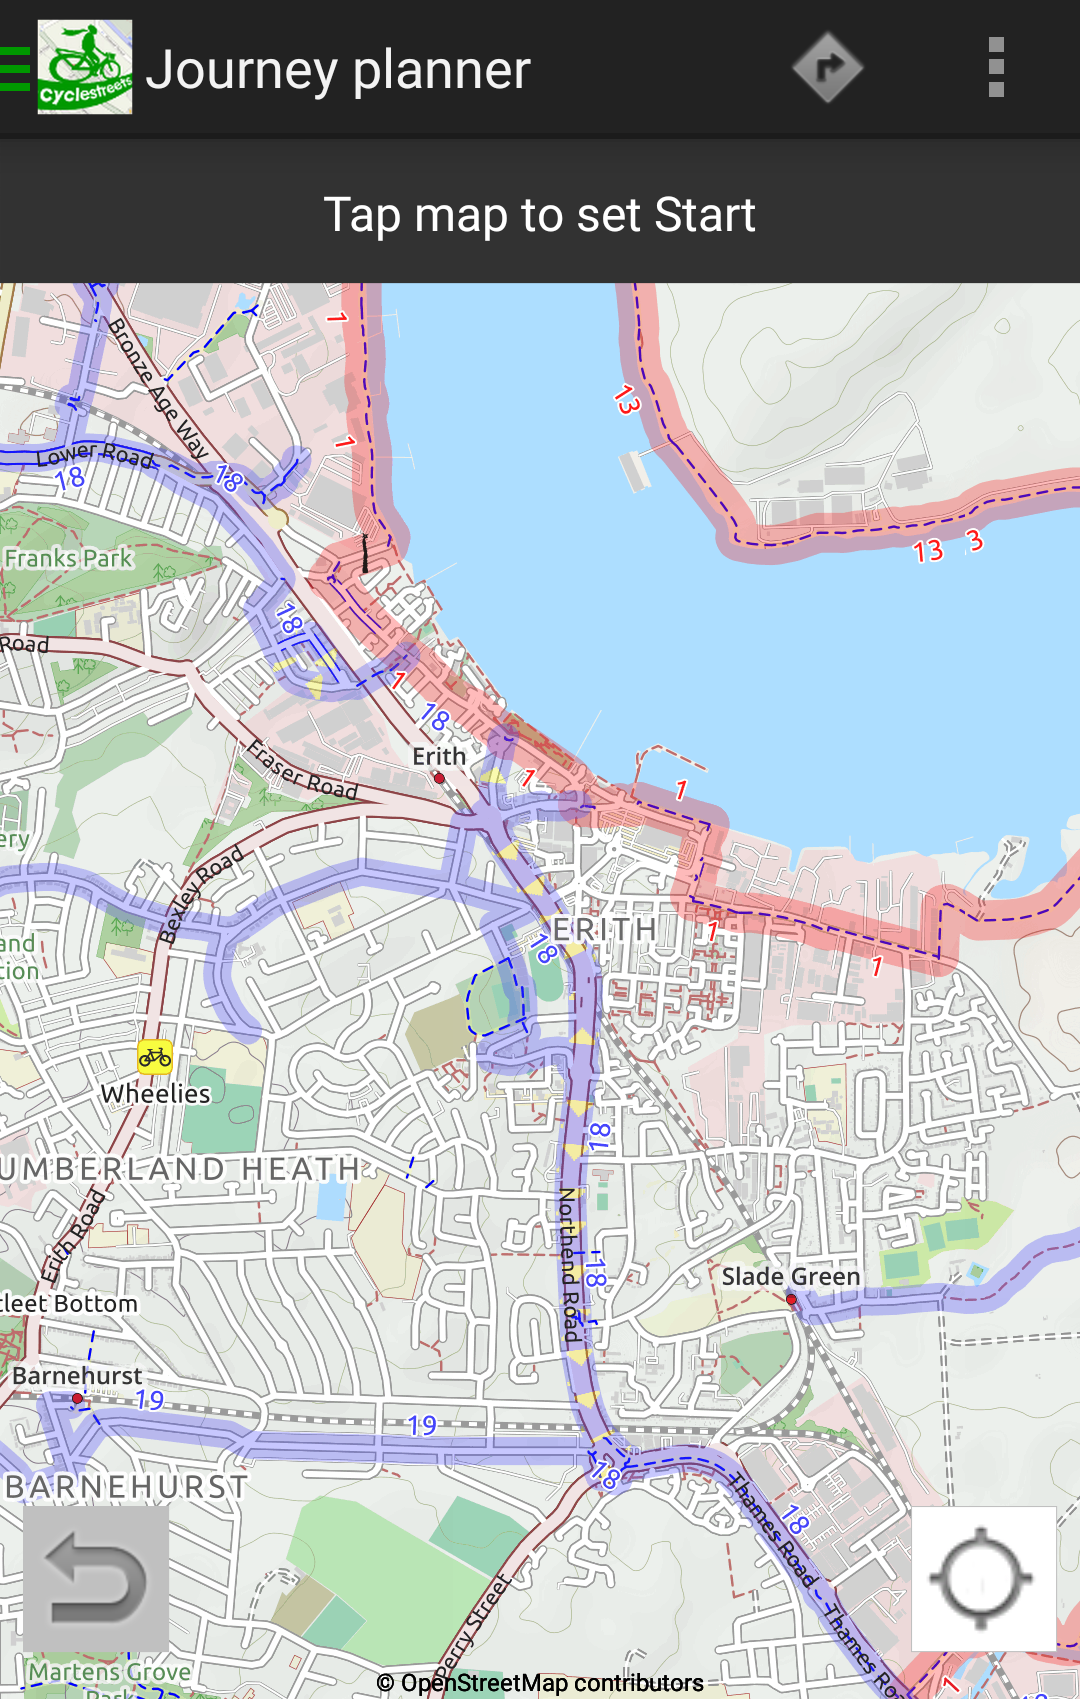 Cyclestreets
Journey planner
Tap map to set Start
1
Bronze Age Way
13
1
Lower Road
18
18
13
3
Franks Park
18
Road
1
18
Erith
Fraser Road
1
1
ery
Bexley Road
ERITH
1
18
and
tion
1
Wheelies
18
UMBERLAND HEATH
Northend Road
Erith Road
18
Slade Green
tleet Bottom
Barnehurst
19
19
BARNEHURST
18
Thames Road
18
Perry Street
Thames Roa
Martens Grove
Park
1
© OpenStreetMap contributors